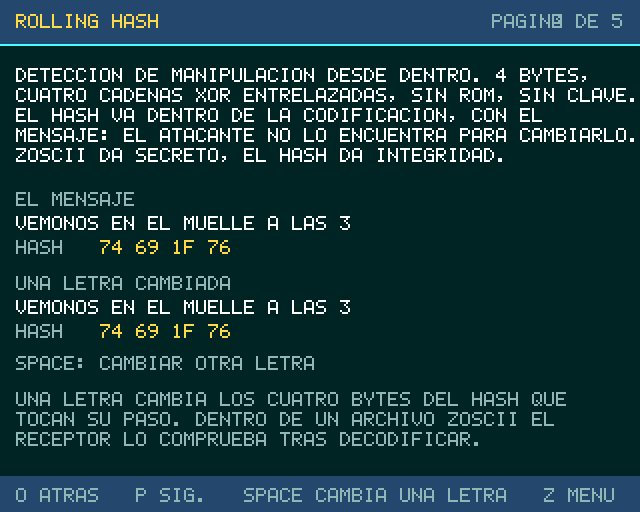 ROLLING HASH
DE 5
DETECCION DE MANIPULACION DESDE DENTRO. 4 BYTES,
CUATRO CADENAS XOR ENTRELAZADAS, SIN ROM, SIN CLAVE.
EL HASH VA DENTRO DE LA CODIFICACION, CON EL
MENSAJE: EL ATACANTE NO LO ENCUENTRA PARA CAMBIARLO.
ZOSCII DA SECRETO, EL HASH DA INTEGRIDAD.
EL MENSAJE
VEMONOS EN EL MUELLE A LAS 3
HASH 74 69 1F 76
UNA LETRA CAMBIADA
VEMONOS EN EL MUELLE A LAS 3
HASH 74 69 1F 76
SPACE: CAMBIAR OTRA LETRA
UNA LETRA CAMBIA LOS CUATRO BYTES DEL HASH QUE
TOCAN SU PASO. DENTRO DE UN ARCHIVO ZOSCII EL
RECEPTOR LO COMPRUEBA TRAS DECODIFICAR.
O ATRAS P SIG. SPACE CAMBIA UNA LETRA Z MENU